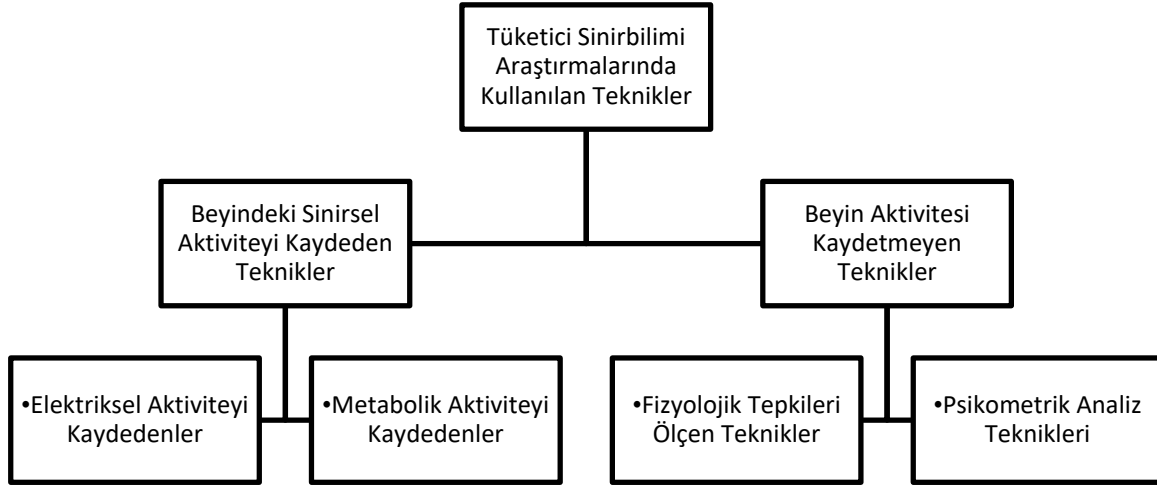 Tüketici Sinirbilimi
Araştırmalarında
Kullanılan Teknikler
Beyindeki Sinirsel
Aktiviteyi Kaydeden
Teknikler
Beyin Aktivitesi
Kaydetmeyen
Teknikler
•Elektriksel Aktiviteyi
Kaydedenler
•Metabolik Aktiviteyi
Kaydedenler
•Fizyolojik Tepkileri
Ölçen Teknikler
•Psikometrik Analiz
Teknikleri